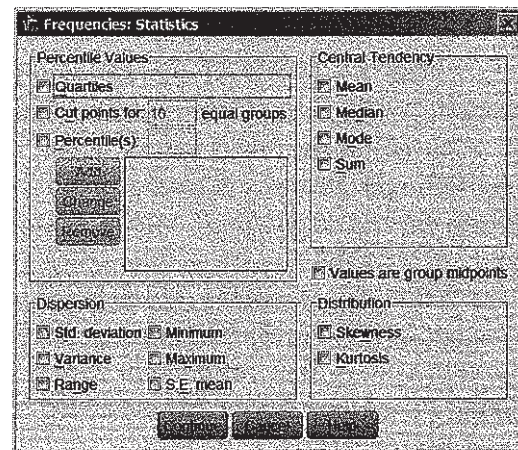 Frequencies: Statistics
Percentile Values
Quartiles
Cut points for: 10 equal groups
Percentile(s):
Add
Change
Remove
Central Tendency
Mean
Median
Mode
Sum
Values are group midpoints
Dispersion
Std. deviation
Minimum
Variance
Maximum
Range
S.E. mean
Distribution
Skewness
Kurtosis
Continue
Cancel
Help